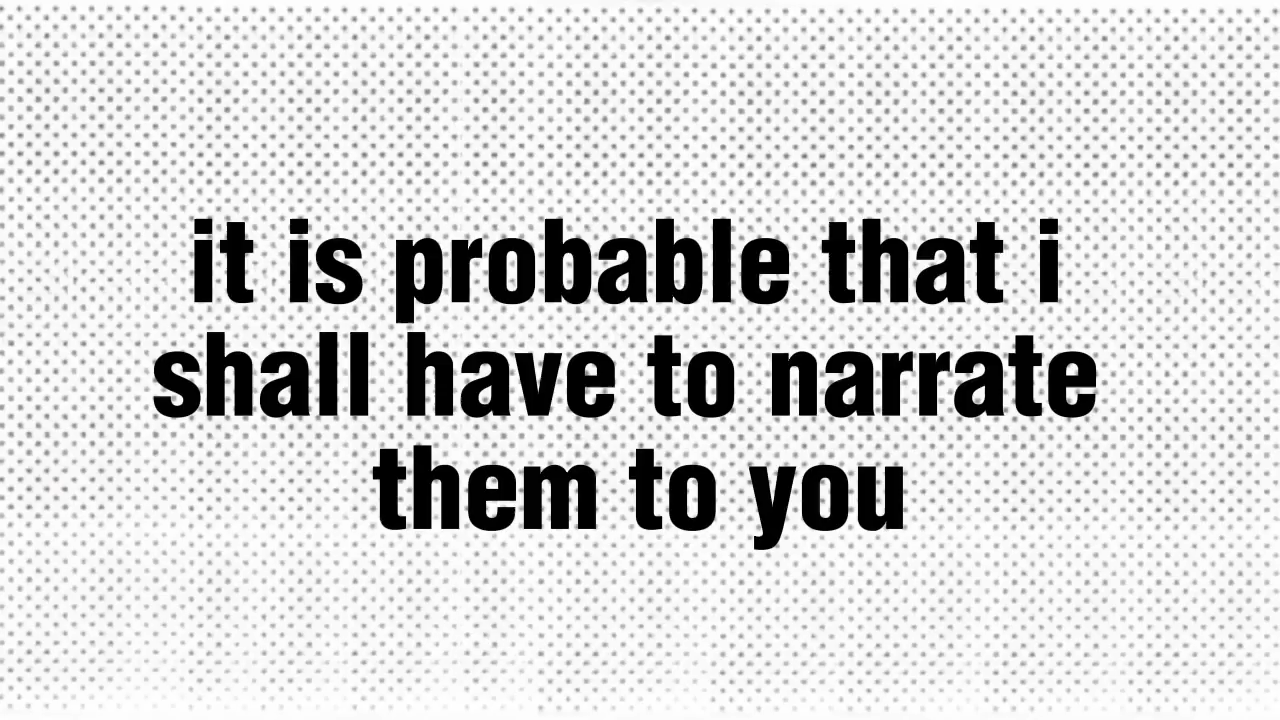 it is probable that i
shall have to narrate
them to you